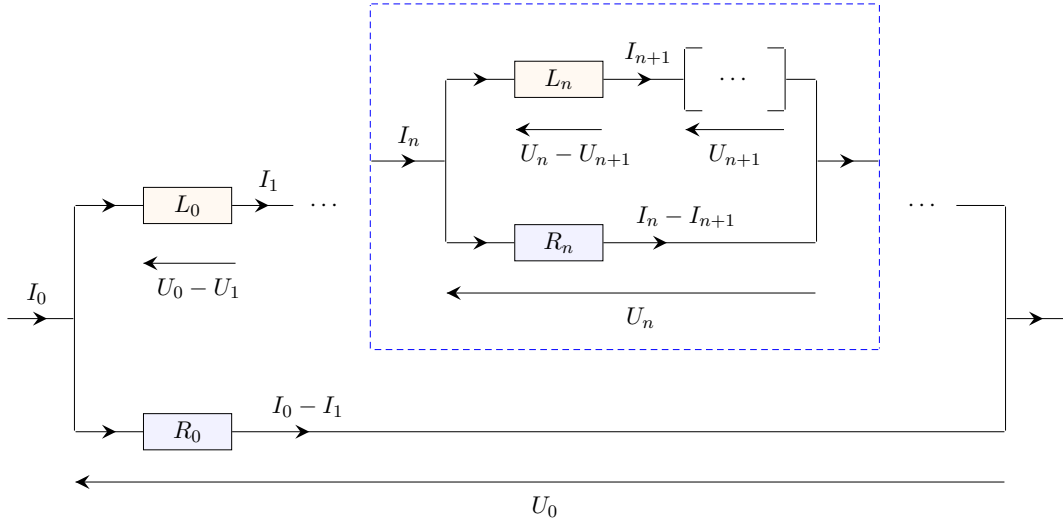 I_{n+1}
L_n
⋯
I_n
U_n − U_{n+1}
U_{n+1}
I_1
L_0
⋯
I_n − I_{n+1}
⋯
R_n
U_0 − U_1
I_0
U_n
I_0 − I_1
R_0
U_0